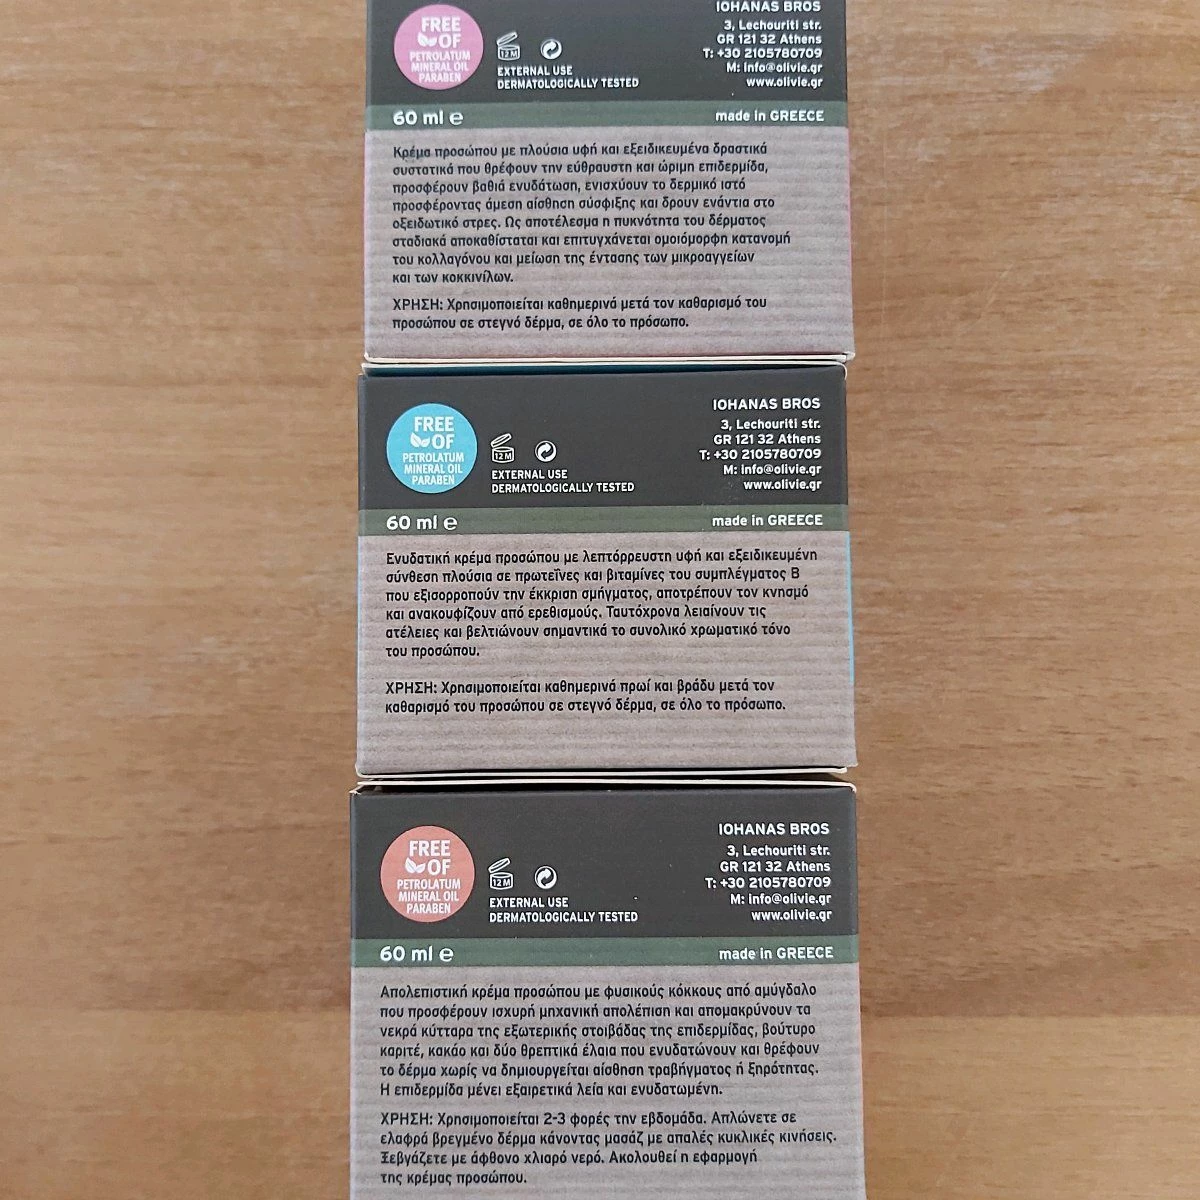 FREE
OF
PETROLATUM
MINERAL OIL
PARABEN
12 M
EXTERNAL USE
DERMATOLOGICALLY TESTED
IOHANAS BROS
3, Lechouriti str.
GR 121 32 Athens
T: +30 2105780709
M: info@olivie.gr
www.olivie.gr
60 ml e
made in GREECE
Κρέμα προσώπου με πλούσια υφή και εξειδικευμένα δραστικά
συστατικά που θρέφουν την εύθραυστη και ώριμη επιδερμίδα,
προσφέρουν βαθιά ενυδάτωση, ενισχύουν το δερμικό ιστό
προσφέροντας άμεση αίσθηση σύσφιξης και δρουν ενάντια στο
οξειδωτικό στρες. Ως αποτέλεσμα η πυκνότητα του δέρματος
σταδιακά αποκαθίσταται και επιτυγχάνεται ομοιόμορφη κατανομή
του κολλαγόνου και μείωση της έντασης των μικροαγγείων
και των κοκκινίλων.
ΧΡΗΣΗ: Χρησιμοποιείται καθημερινά μετά τον καθαρισμό του
προσώπου σε στεγνό δέρμα, σε όλο το πρόσωπο.
FREE
OF
PETROLATUM
MINERAL OIL
PARABEN
12 M
EXTERNAL USE
DERMATOLOGICALLY TESTED
IOHANAS BROS
3, Lechouriti str.
GR 121 32 Athens
T: +30 2105780709
M: info@olivie.gr
www.olivie.gr
60 ml e
made in GREECE
Ενυδατική κρέμα προσώπου με λεπτόρρευστη υφή και εξειδικευμένη
σύνθεση πλούσια σε πρωτεΐνες και βιταμίνες του συμπλέγματος Β
που εξισορροπούν την έκκριση σμήγματος, αποτρέπουν τον κνησμό
και ανακουφίζουν από ερεθισμούς. Ταυτόχρονα λειαίνουν τις
ατέλειες και βελτιώνουν σημαντικά το συνολικό χρωματικό τόνο
του προσώπου.
ΧΡΗΣΗ: Χρησιμοποιείται καθημερινά πρωί και βράδυ μετά τον
καθαρισμό του προσώπου σε στεγνό δέρμα, σε όλο το πρόσωπο.
FREE
OF
PETROLATUM
MINERAL OIL
PARABEN
12 M
EXTERNAL USE
DERMATOLOGICALLY TESTED
IOHANAS BROS
3, Lechouriti str.
GR 121 32 Athens
T: +30 2105780709
M: info@olivie.gr
www.olivie.gr
60 ml e
made in GREECE
Απολεπιστική κρέμα προσώπου με φυσικούς κόκκους από αμύγδαλο
που προσφέρουν ισχυρή μηχανική απολέπιση και απομακρύνουν τα
νεκρά κύτταρα της εξωτερικής στοιβάδας της επιδερμίδας, βούτυρο
καριτέ, κακάο και δύο θρεπτικά έλαια που ενυδατώνουν και θρέφουν
το δέρμα χωρίς να δημιουργείται αίσθηση τραβήγματος ή ξηρότητας.
Η επιδερμίδα μένει εξαιρετικά λεία και ενυδατωμένη.
ΧΡΗΣΗ: Χρησιμοποιείται 2-3 φορές την εβδομάδα. Απλώνετε σε
ελαφρά βρεγμένο δέρμα κάνοντας μασάζ με απαλές κυκλικές κινήσεις.
Ξεβγάζετε με άφθονο χλιαρό νερό. Ακολουθεί η εφαρμογή
της κρέμας προσώπου.